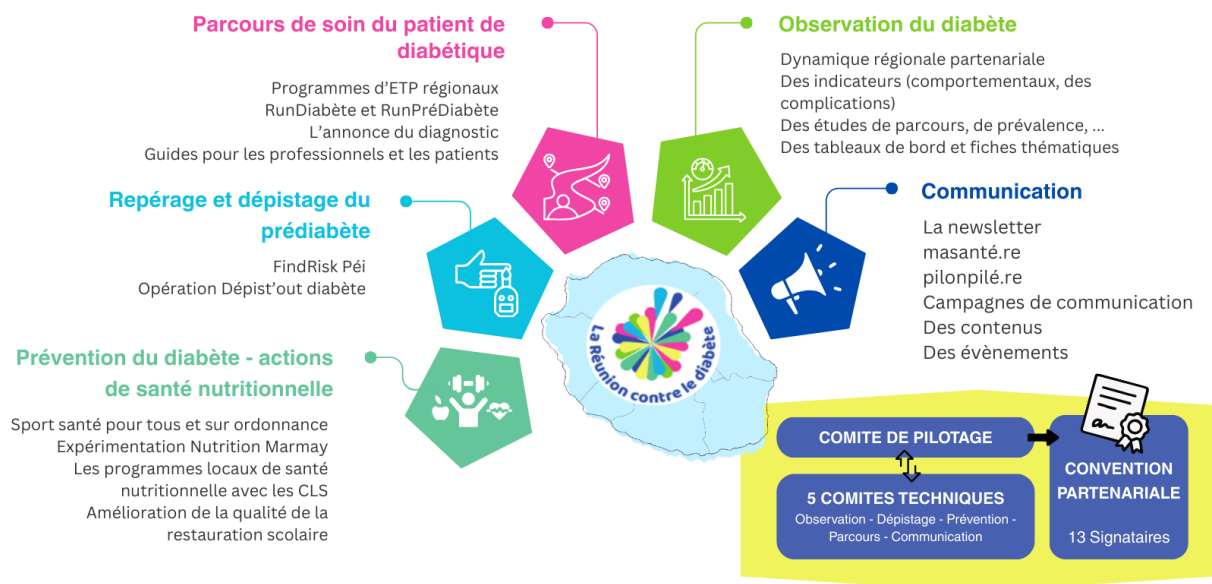 Parcours de soin du patient de
diabétique
Programmes d'ETP régionaux
RunDiabète et RunPréDiabète
L'annonce du diagnostic
Guides pour les professionnels et les patients
Observation du diabète
Dynamique régionale partenariale
Des indicateurs (comportementaux, des
complications)
Des études de parcours, de prévalence, ...
Des tableaux de bord et fiches thématiques
Repérage et dépistage du
prédiabète
FindRisk Péi
Opération Dépist'out diabète
Communication
La newsletter
masanté.re
pilonpilé.re
Campagnes de communication
Des contenus
Des évènements
Prévention du diabète - actions
de santé nutritionnelle
Sport santé pour tous et sur ordonnance
Expérimentation Nutrition Marmay
Les programmes locaux de santé
nutritionnelle avec les CLS
Amélioration de la qualité de la
restauration scolaire
La Réunion contre le diabète
COMITE DE PILOTAGE
5 COMITES TECHNIQUES
Observation - Dépistage - Prévention -
Parcours - Communication
CONVENTION
PARTENARIALE
13 Signataires